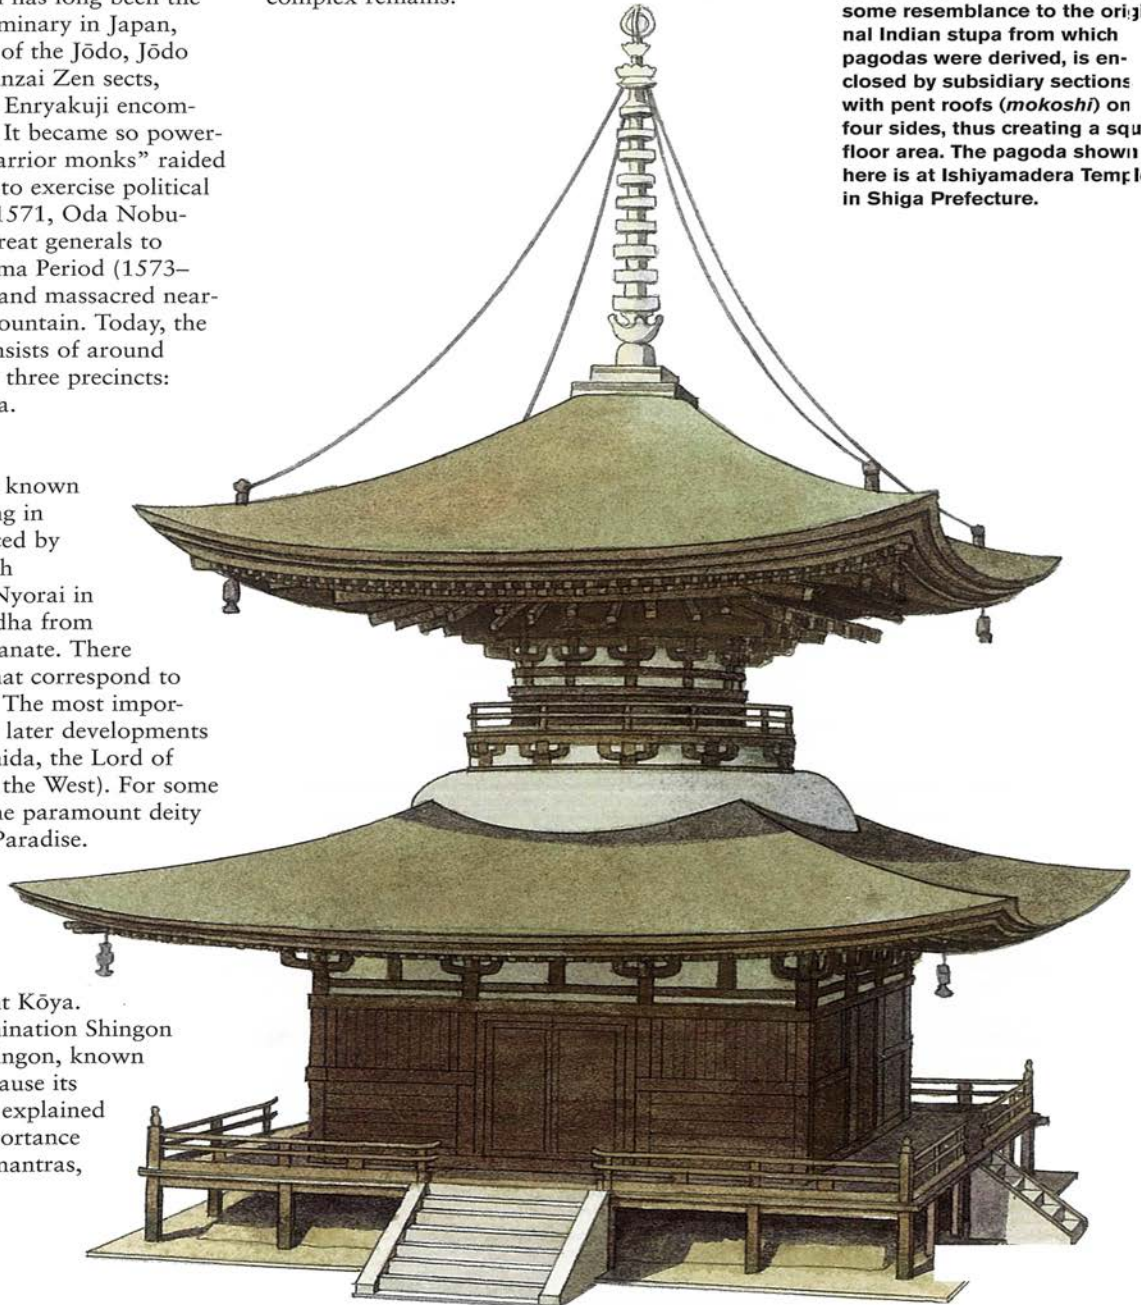 has long been the
minary in Japan,
of the Jōdo, Jōdo
nzai Zen sects,
Enryakuji encom-
It became so power-
arrior monks” raided
to exercise political
1571, Oda Nobu-
reat generals to
ma Period (1573–
and massacred near-
ountain. Today, the
nsists of around
three precincts:
a.
known
ng in
ced by
h
Nyorai in
dha from
anate. There
hat correspond to
The most impor-
later developments
ida, the Lord of
the West). For some
he paramount deity
Paradise.
t Kōya.
ination Shingon
ingon, known
ause its
explained
portance
mantras,
complex remains.
some resemblance to the origi-
nal Indian stupa from which
pagodas were derived, is en-
closed by subsidiary sections
with pent roofs (mokoshi) on
four sides, thus creating a squ
floor area. The pagoda shown
here is at Ishiyamadera Temple
in Shiga Prefecture.